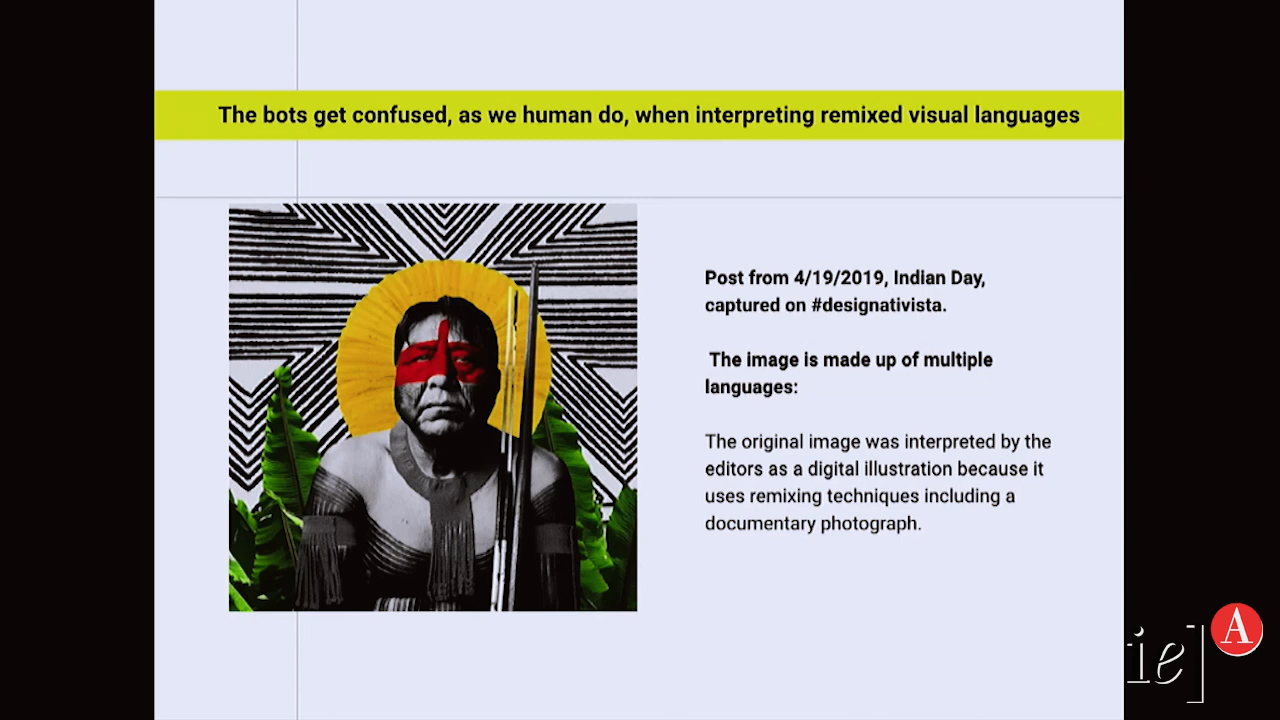 The bots get confused, as we human do, when interpreting remixed visual languages
Post from 4/19/2019, Indian Day,
captured on #designativista.
The image is made up of multiple
languages:
The original image was interpreted by the
editors as a digital illustration because it
uses remixing techniques including a
documentary photograph.
ie]
A